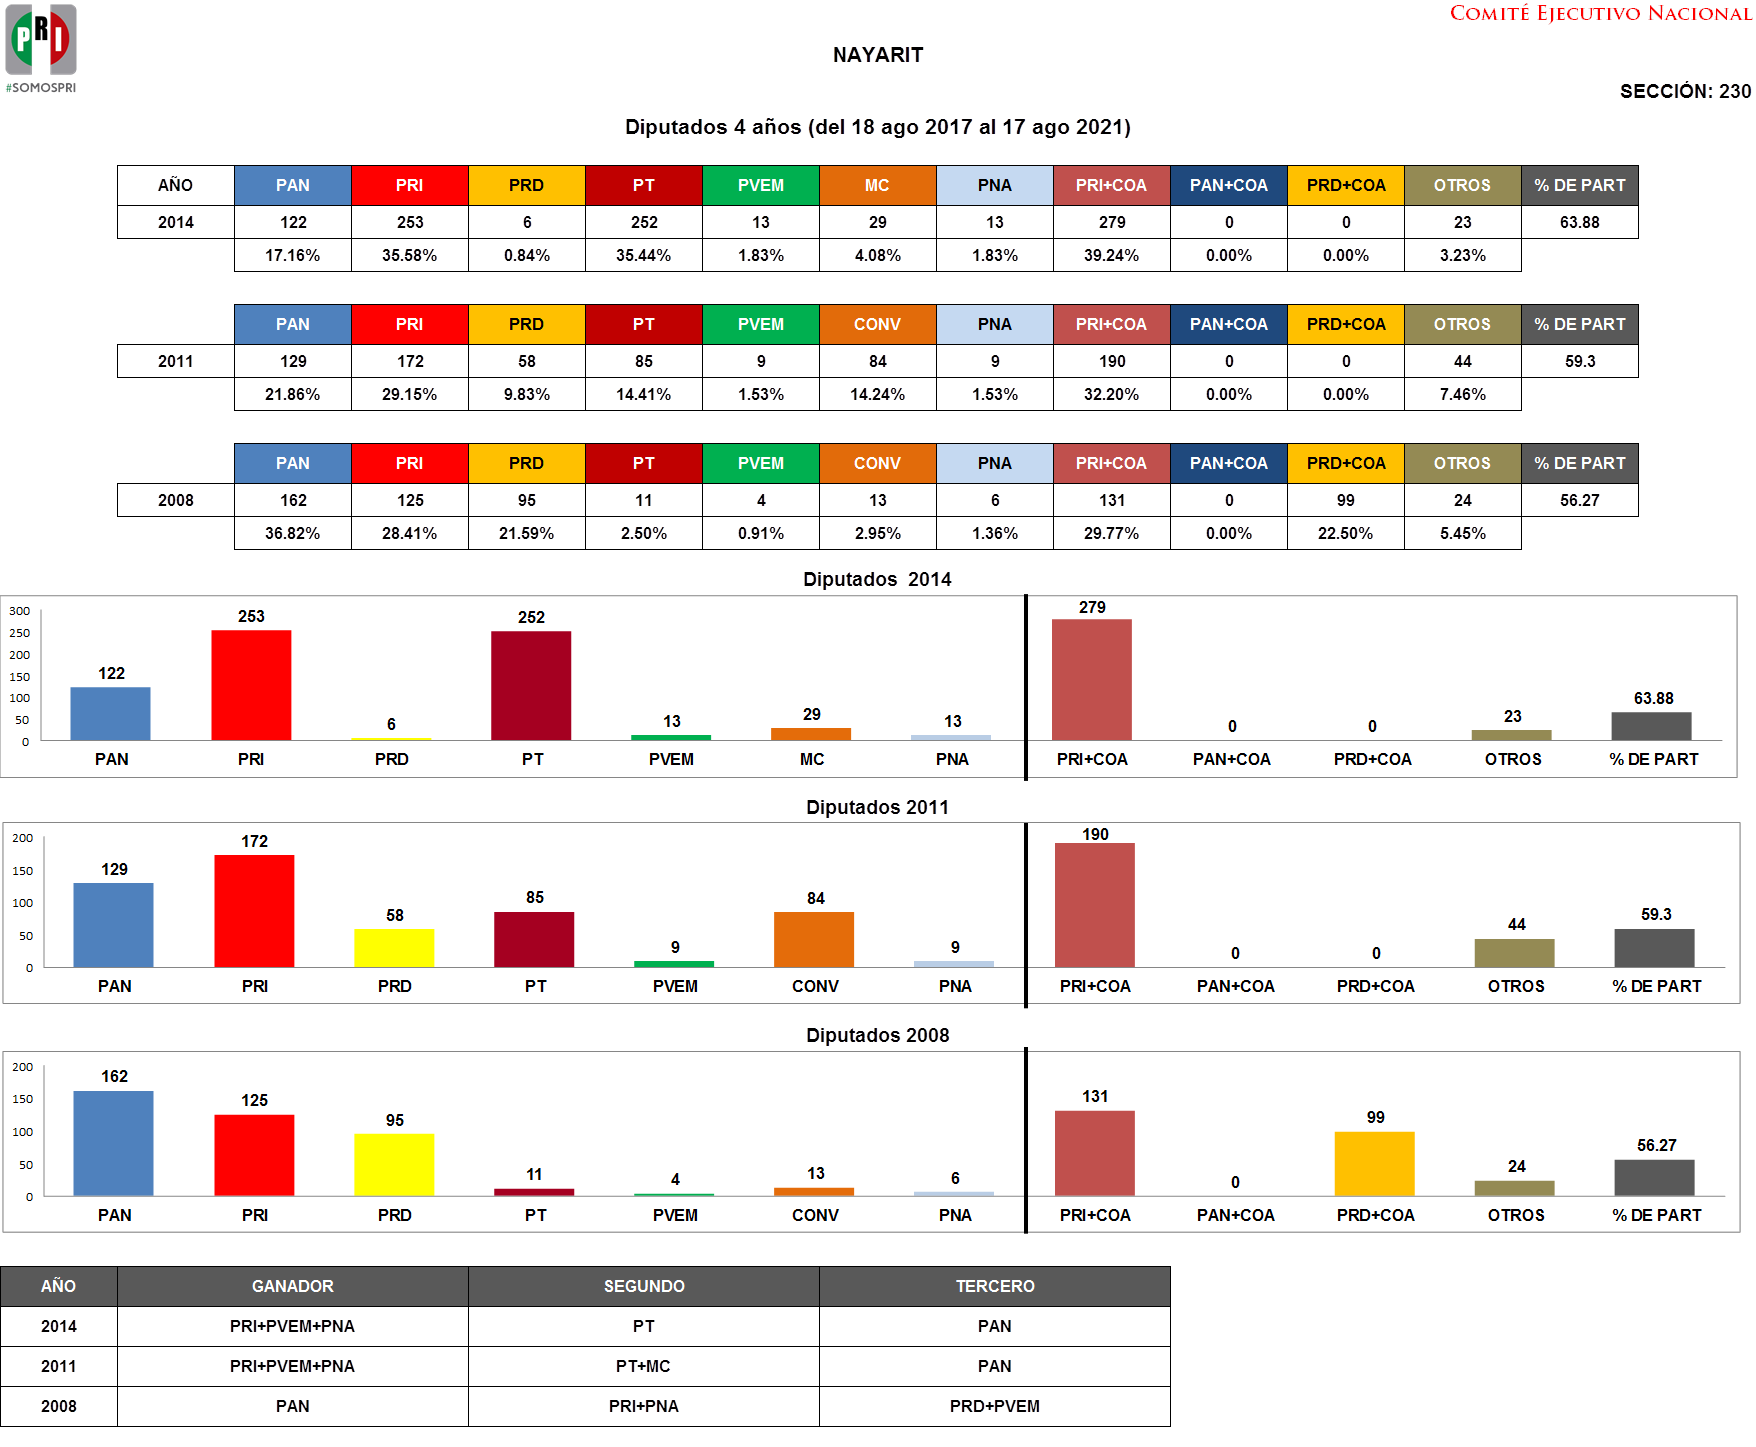 PRI
#SOMOSPRI
COMITÉ EJECUTIVO NACIONAL
NAYARIT
SECCIÓN: 230
Diputados 4 años (del 18 ago 2017 al 17 ago 2021)
AÑO PAN PRI PRD PT PVEM MC PNA PRI+COA PAN+COA PRD+COA OTROS % DE PART
2014 122 253 6 252 13 29 13 279 0 0 23 63.88
17.16% 35.58% 0.84% 35.44% 1.83% 4.08% 1.83% 39.24% 0.00% 0.00% 3.23%
PAN PRI PRD PT PVEM CONV PNA PRI+COA PAN+COA PRD+COA OTROS % DE PART
2011 129 172 58 85 9 84 9 190 0 0 44 59.3
21.86% 29.15% 9.83% 14.41% 1.53% 14.24% 1.53% 32.20% 0.00% 0.00% 7.46%
PAN PRI PRD PT PVEM CONV PNA PRI+COA PAN+COA PRD+COA OTROS % DE PART
2008 162 125 95 11 4 13 6 131 0 99 24 56.27
36.82% 28.41% 21.59% 2.50% 0.91% 2.95% 1.36% 29.77% 0.00% 22.50% 5.45%
Diputados 2014
300
250
200
150
100
50
0
122 253 6 252 13 29 13 279 0 0 23 63.88
PAN PRI PRD PT PVEM MC PNA PRI+COA PAN+COA PRD+COA OTROS % DE PART
Diputados 2011
200
150
100
50
0
129 172 58 85 9 84 9 190 0 0 44 59.3
PAN PRI PRD PT PVEM CONV PNA PRI+COA PAN+COA PRD+COA OTROS % DE PART
Diputados 2008
200
150
100
50
0
162 125 95 11 4 13 6 131 0 99 24 56.27
PAN PRI PRD PT PVEM CONV PNA PRI+COA PAN+COA PRD+COA OTROS % DE PART
AÑO GANADOR SEGUNDO TERCERO
2014 PRI+PVEM+PNA PT PAN
2011 PRI+PVEM+PNA PT+MC PAN
2008 PAN PRI+PNA PRD+PVEM